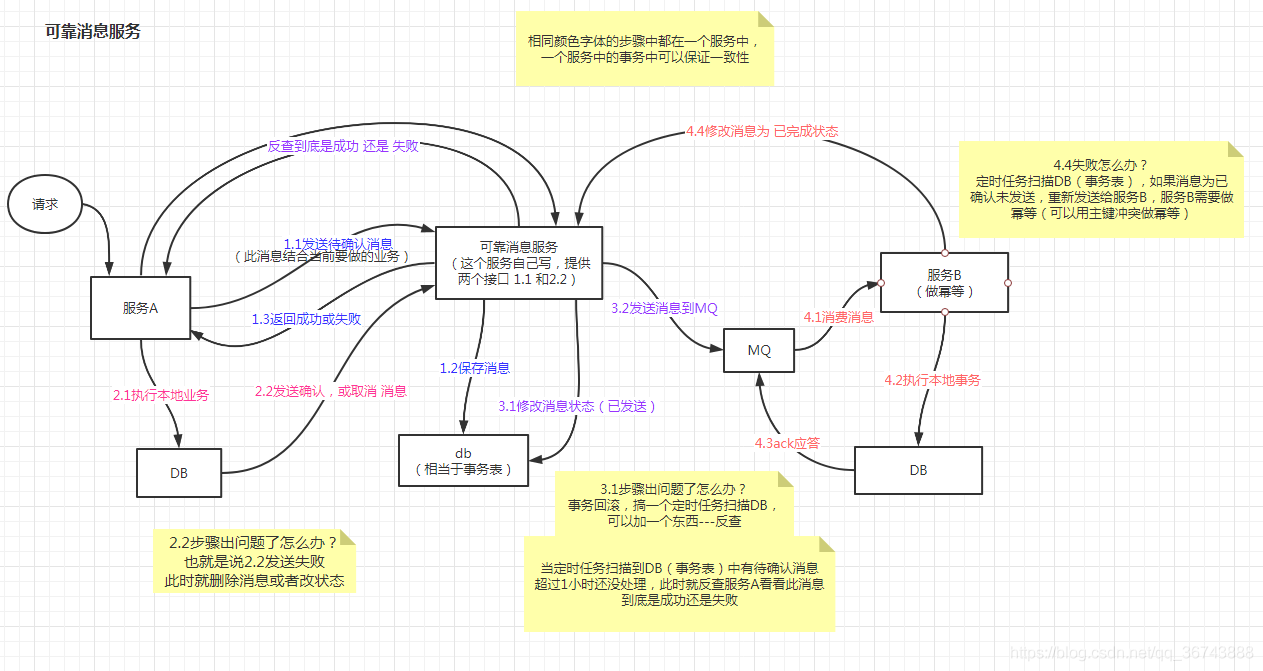 可靠消息服务
相同颜色字体的步骤中都在一个服务中，
一个服务中的事务中可以保证一致性
反查到底是成功 还是 失败
4.4修改消息为 已完成状态
4.4失败怎么办？
定时任务扫描DB（事务表），如果消息为已
确认未发送，重新发送给服务B，服务B需要做
幂等（可以用主键冲突做幂等）
请求
1.1发送待确认消息
（此消息结合当前要做的业务）
可靠消息服务
（这个服务自己写，提供
两个接口 1.1 和2.2）
服务B
（做幂等）
服务A
1.3返回成功或失败
3.2发送消息到MQ
4.1消费消息
MQ
1.2保存消息
2.1执行本地业务
2.2发送确认，或取消 消息
3.1修改消息状态（已发送）
4.2执行本地事务
4.3ack应答
DB
db
（相当于事务表）
DB
3.1步骤出问题了怎么办？
事务回滚，搞一个定时任务扫描DB，
可以加一个东西---反查
2.2步骤出问题了怎么办？
也就是说2.2发送失败
此时就删除消息或者改状态
当定时任务扫描到DB（事务表）中有待确认消息
超过1小时还没处理，此时就反查服务A看看此消息
到底是成功还是失败
https://blog.csdn.net/qq_36743888